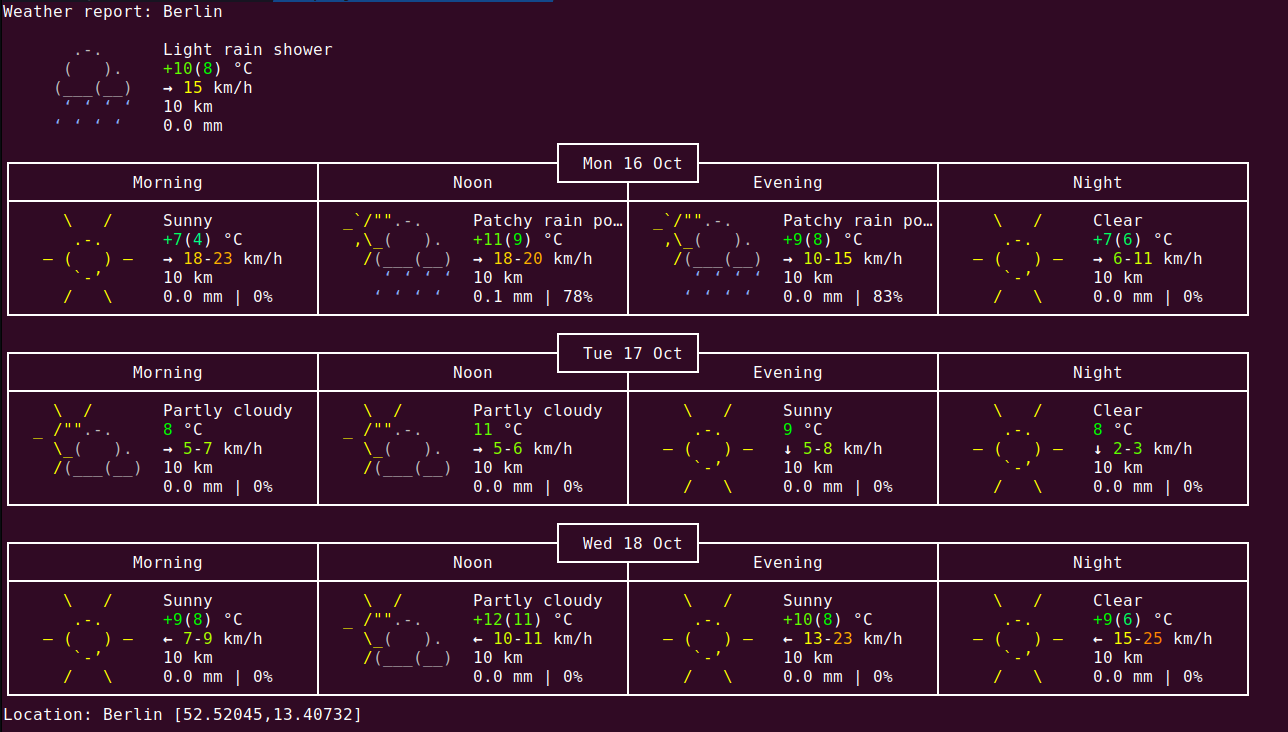 Weather report: Berlin
Light rain shower
+10(8) °C
→ 15 km/h
10 km
0.0 mm
Mon 16 Oct
Morning Noon Evening Night
Sunny Patchy rain po… Patchy rain po… Clear
+7(4) °C +11(9) °C +9(8) °C +7(6) °C
→ 18-23 km/h → 18-20 km/h → 10-15 km/h → 6-11 km/h
10 km 10 km 10 km 10 km
0.0 mm | 0% 0.1 mm | 78% 0.0 mm | 83% 0.0 mm | 0%
Tue 17 Oct
Morning Noon Evening Night
Partly cloudy Partly cloudy Sunny Clear
8 °C 11 °C 9 °C 8 °C
→ 5-7 km/h → 5-6 km/h ↓ 5-8 km/h ↓ 2-3 km/h
10 km 10 km 10 km 10 km
0.0 mm | 0% 0.0 mm | 0% 0.0 mm | 0% 0.0 mm | 0%
Wed 18 Oct
Morning Noon Evening Night
Sunny Partly cloudy Sunny Clear
+9(8) °C +12(11) °C +10(8) °C +9(6) °C
← 7-9 km/h ← 10-11 km/h ← 13-23 km/h ← 15-25 km/h
10 km 10 km 10 km 10 km
0.0 mm | 0% 0.0 mm | 0% 0.0 mm | 0% 0.0 mm | 0%
Location: Berlin [52.52045,13.40732]